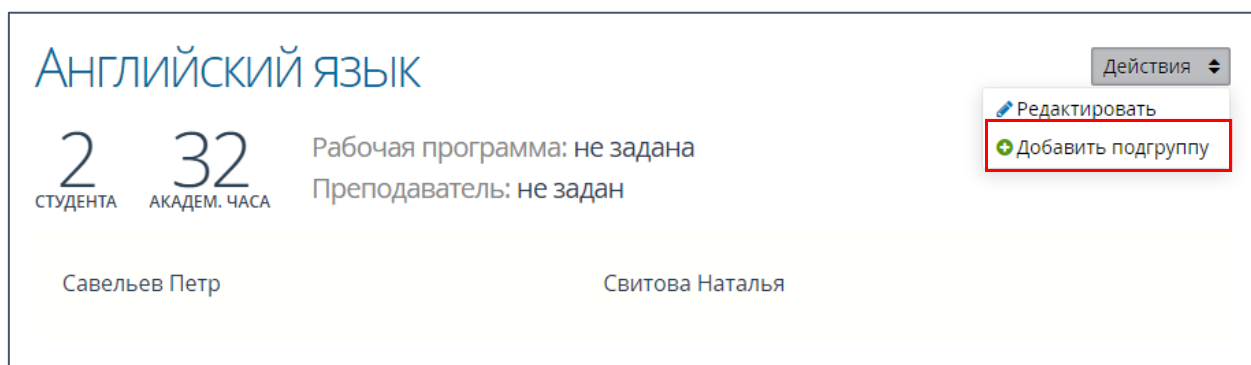 Английский язык
Действия
Редактировать
Добавить подгруппу
2 32
СТУДЕНТА АКАДЕМ. ЧАСА
Рабочая программа: не задана
Преподаватель: не задан
Савельев Петр Свитова Наталья